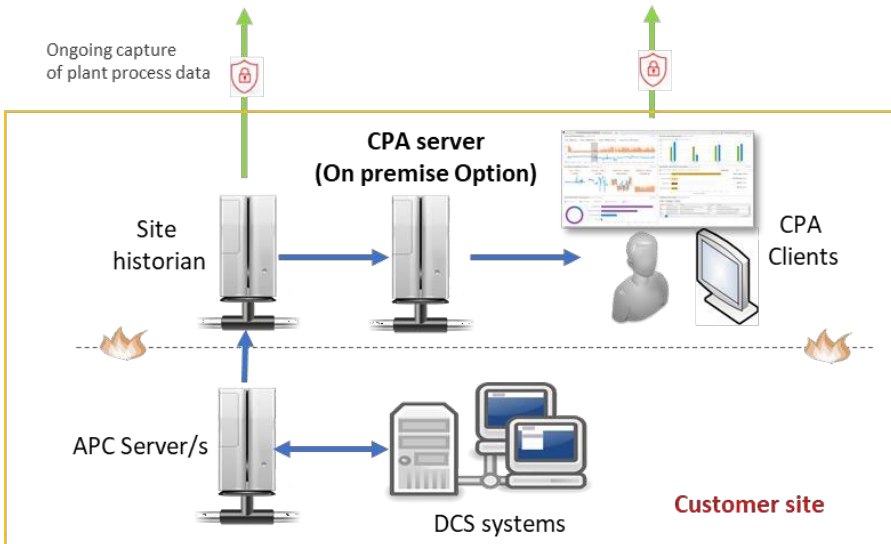 Ongoing capture
of plant process data
CPA server
(On premise Option)
Site
historian
CPA
Clients
APC Server/s
DCS systems
Customer site